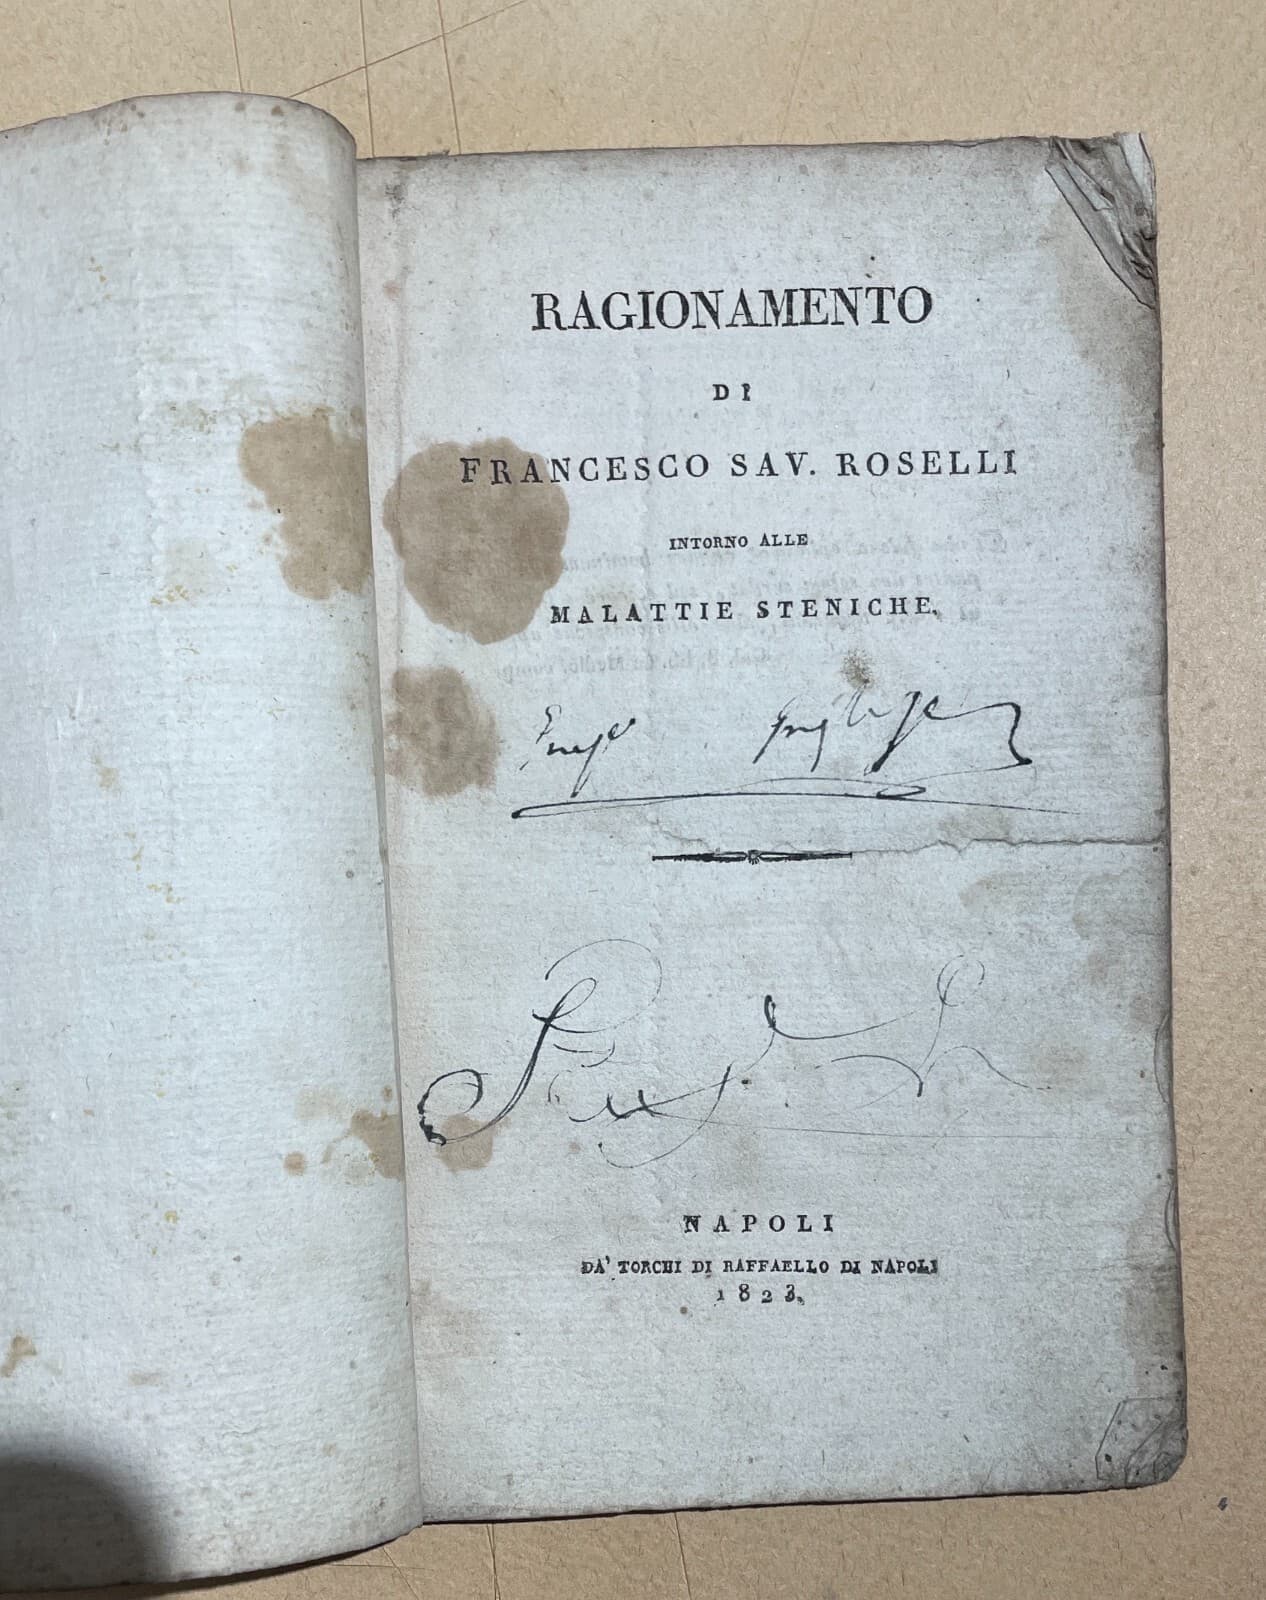 RAGIONAMENTO
DI
FRANCESCO SAV. ROSELLI
INTORNO ALLE
MALATTIE STENICHE.
NAPOLI
DA' TORCHI DI RAFFAELLO DI NAPOLI
1823.